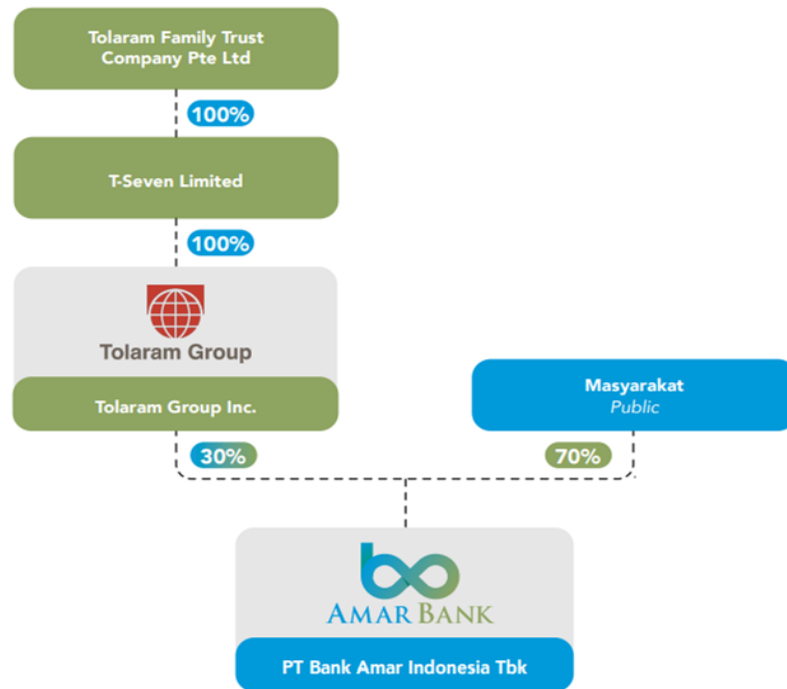 Tolaram Family Trust
Company Pte Ltd
100%
T-Seven Limited
100%
Tolaram Group
Tolaram Group Inc.
Masyarakat
Public
30%
70%
AMAR BANK
PT Bank Amar Indonesia Tbk